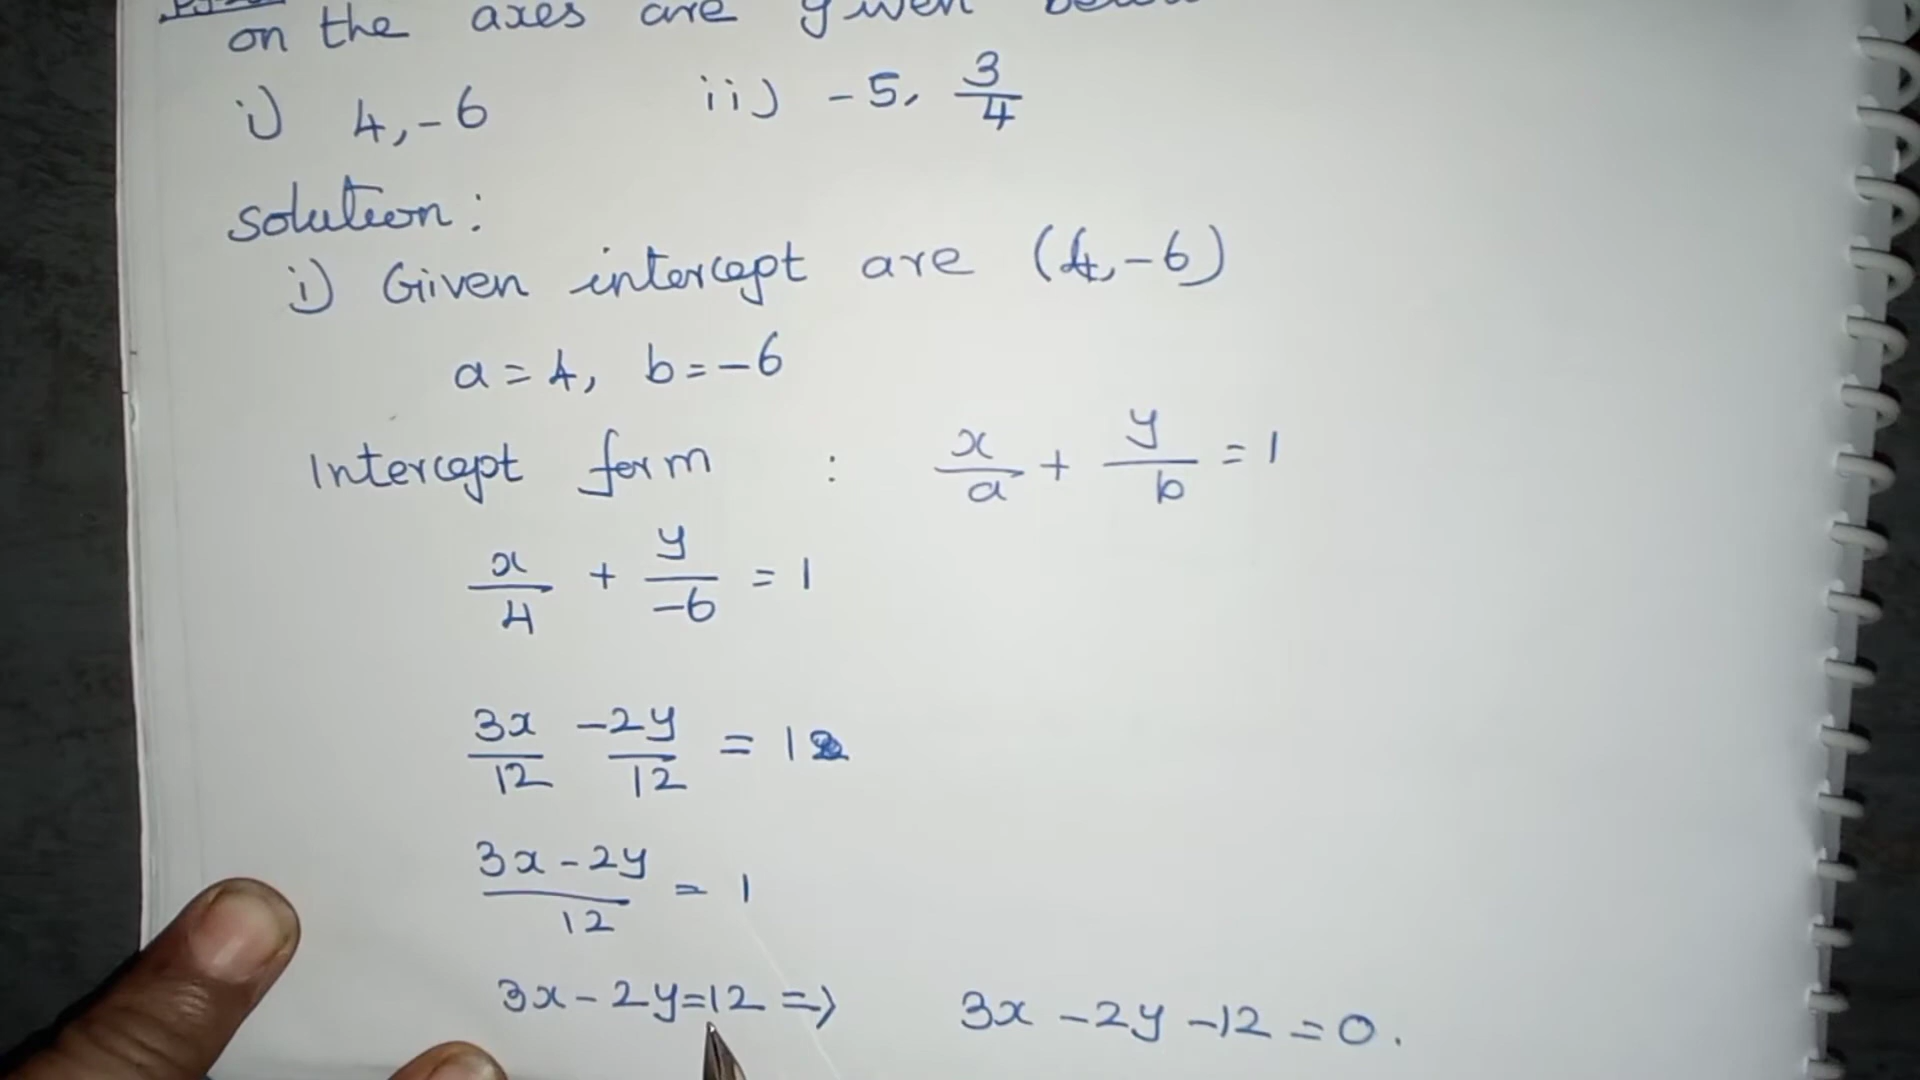 on the axes are given
i) 4, -6 ii) -5, 3/4
Solution:
i) Given intercept are (4, -6)
a = 4, b = -6
Intercept form : x/a + y/b = 1
x/4 + y/-6 = 1
3x/12 -2y/12 = 1
3x - 2y/12 = 1
3x - 2y = 12 ⇒ 3x - 2y - 12 = 0.